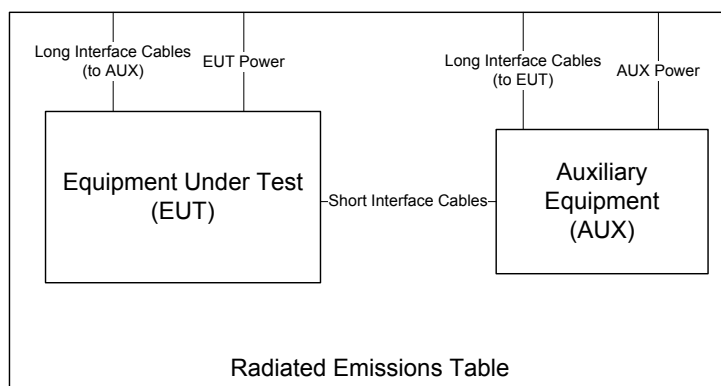 Long Interface Cables
(to AUX)
EUT Power
Long Interface Cables
(to EUT)
AUX Power
Equipment Under Test
(EUT)
Short Interface Cables
Auxiliary
Equipment
(AUX)
Radiated Emissions Table